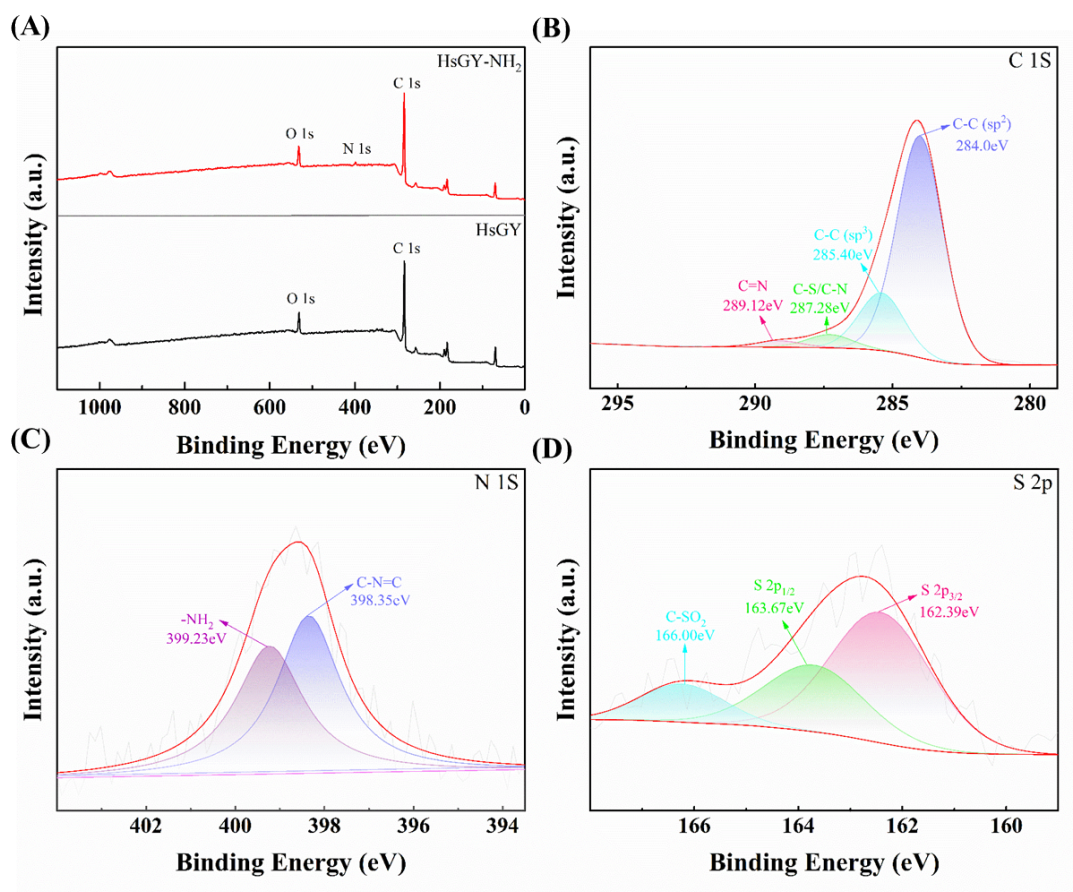 (A)
HsGY-NH2
C 1s
O 1s
N 1s
HsGY
C 1s
O 1s
Intensity (a.u.)
1000 800 600 400 200 0
Binding Energy (eV)
(B)
C 1S
C-C (sp2)
284.0eV
C-C (sp3)
285.40eV
C=N
289.12eV
C-S/C-N
287.28eV
Intensity (a.u.)
295 290 285 280
Binding Energy (eV)
(C)
N 1S
C-N=C
398.35eV
-NH2
399.23eV
Intensity (a.u.)
402 400 398 396 394
Binding Energy (eV)
(D)
S 2p
S 2p1/2
163.67eV
S 2p3/2
162.39eV
C-SO2
166.00eV
Intensity (a.u.)
166 164 162 160
Binding Energy (eV)